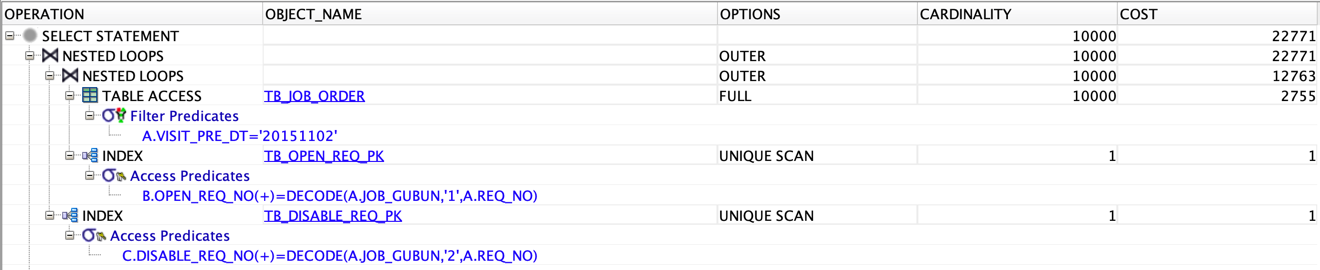 OPERATION OBJECT_NAME OPTIONS CARDINALITY COST
SELECT STATEMENT 10000 22771
NESTED LOOPS OUTER 10000 22771
NESTED LOOPS OUTER 10000 12763
TABLE ACCESS TB_JOB_ORDER FULL 10000 2755
Filter Predicates
A.VISIT_PRE_DT='20151102'
INDEX TB_OPEN_REQ_PK UNIQUE SCAN 1 1
Access Predicates
B.OPEN_REQ_NO(+)=DECODE(A.JOB_GUBUN,'1',A.REQ_NO)
INDEX TB_DISABLE_REQ_PK UNIQUE SCAN 1 1
Access Predicates
C.DISABLE_REQ_NO(+)=DECODE(A.JOB_GUBUN,'2',A.REQ_NO)